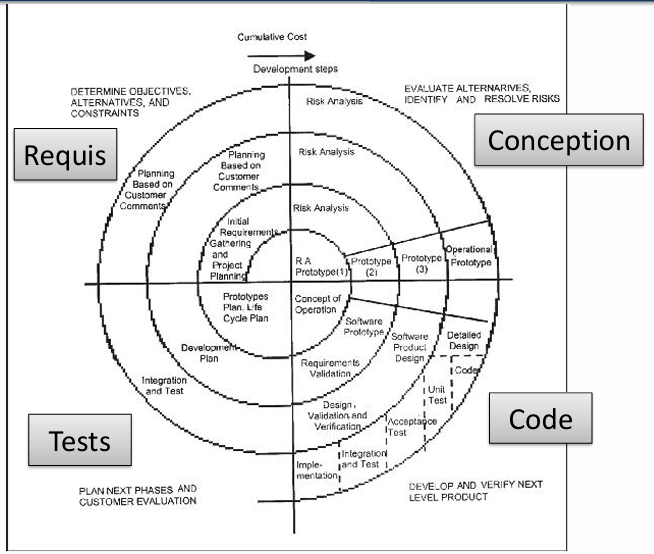 Cumulative Cost
Development steps
DETERMINE OBJECTIVES,
ALTERNATIVES, AND
CONSTRAINTS
EVALUATE ALTERNARIVES,
IDENTIFY AND RESOLVE RISKS
Requis
Conception
Risk Analysis
Planning
Based on
Customer
Comments
Planning
Based on
Customer
Comments
Risk Analysis
Initial
Requirements
Gathering
and
Project
Planning
Risk Analysis
R A
Prototype(1)
Prototype
(2)
Prototype
(3)
Operational
Prototype
Prototypes
Plan. Life
Cycle Plan
Concept of
Operation
Software
Prototype
Software
Product
Design
Detailed
Design
Code
Development
Plan
Requirements
Validation
Integration
and Test
Unit
Test
Design,
Validation and
Verification
Acceptance
Test
Integration
and Test
Imple-
mentation
Tests
Code
PLAN NEXT PHASES AND
CUSTOMER EVALUATION
DEVELOP AND VERIFY NEXT
LEVEL PRODUCT